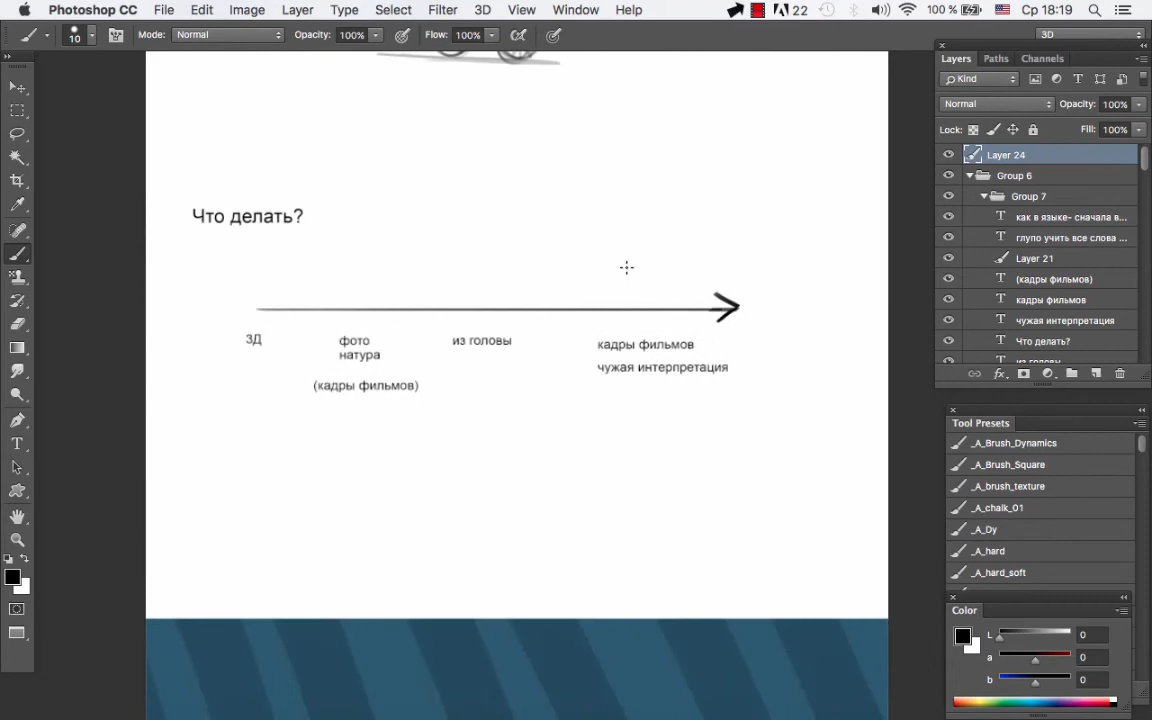 Photoshop CC File Edit Image Layer Type Select Filter 3D View Window Help 22 100 % Ср 18:19
10 Mode: Normal Opacity: 100% Flow: 100% 3D
Layers Paths Channels
Kind
Normal Opacity: 100%
Lock: Fill: 100%
Layer 24
Group 6
Group 7
как в языке- сначала в...
глупо учить все слова ...
Layer 21
(кадры фильмов)
кадры фильмов
чужая интерпретация
Что делать?
из головы
Что делать?
3Д
фото
натура
(кадры фильмов)
из головы
кадры фильмов
чужая интерпретация
Tool Presets
_A_Brush_Dynamics
_A_Brush_Square
_A_brush_texture
_A_chalk_01
_A_Dy
_A_hard
_A_hard_soft
Color
L 0
a 0
b 0